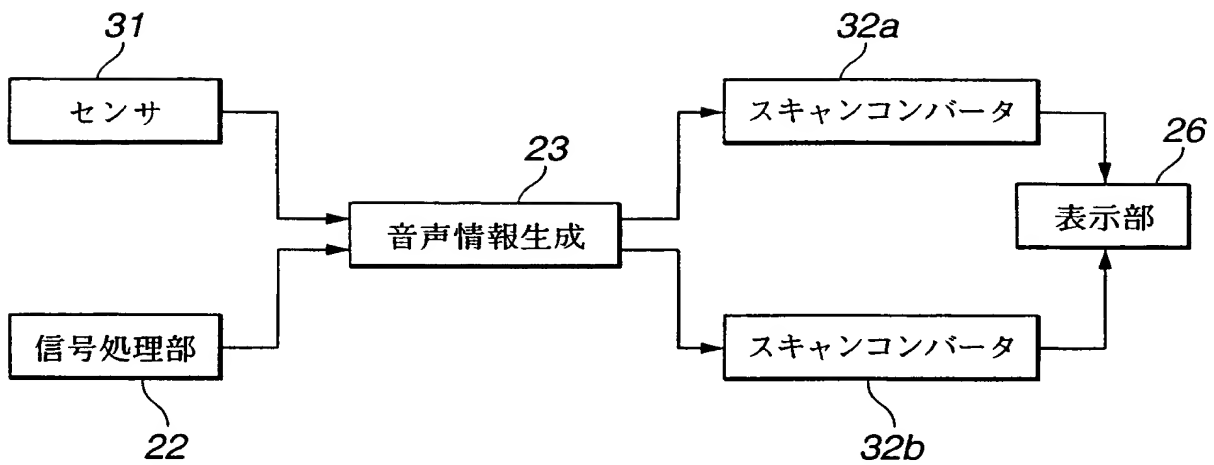 31
センサ
32a
スキャンコンバータ
23
音声情報生成
26
表示部
信号処理部
22
スキャンコンバータ
32b